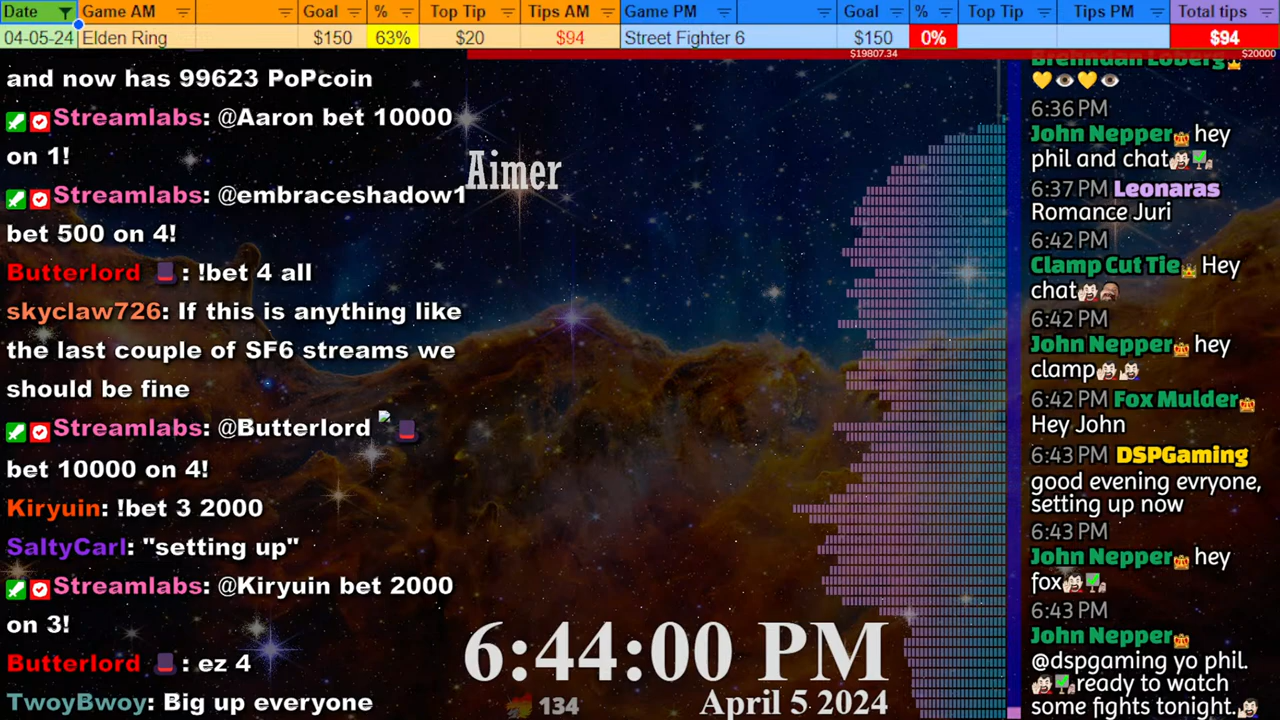 Date Game AM Goal % Top Tip Tips AM Game PM Goal % Top Tip Tips PM Total tips
04-05-24 Elden Ring $150 63% $20 $94 Street Fighter 6 $150 0% $94
$19807.34 $20000
and now has 99623 PoPcoin
Streamlabs: @Aaron bet 10000
on 1!
Streamlabs: @embraceshadow1
bet 500 on 4!
Butterlord : !bet 4 all
skyclaw726: If this is anything like
the last couple of SF6 streams we
should be fine
Streamlabs: @Butterlord
bet 10000 on 4!
Kiryuin: !bet 3 2000
SaltyCarl: "setting up"
Streamlabs: @Kiryuin bet 2000
on 3!
Butterlord : ez 4
TwoyBwoy: Big up everyone
Aimer
6:44:00 PM
April 5 2024
134
Brenndan Loberg
6:36 PM
John Nepper hey
phil and chat
6:37 PM Leonaras
Romance Juri
6:42 PM
Clamp Cut Tie Hey
chat
6:42 PM
John Nepper hey
clamp
6:42 PM Fox Mulder
Hey John
6:43 PM DSPGaming
good evening evryone,
setting up now
6:43 PM
John Nepper hey
fox
6:43 PM
John Nepper
@dspgaming yo phil.
ready to watch
some fights tonight.